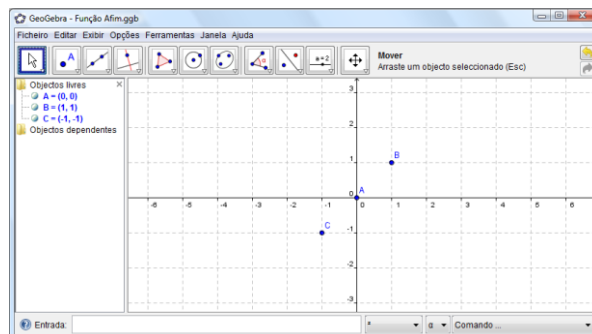 GeoGebra - Função Afim.ggb
Ficheiro Editar Exibir Opções Ferramentas Janela Ajuda
A
a=2
Mover
Arraste um objecto seleccionado (Esc)
Objectos livres
A = (0, 0)
B = (1, 1)
C = (-1, -1)
Objectos dependentes
3
2
1
0
-1
-2
-3
-6 -5 -4 -3 -2 -1 0 1 2 3 4 5 6
A
B
C
Entrada:
α
Comando ...